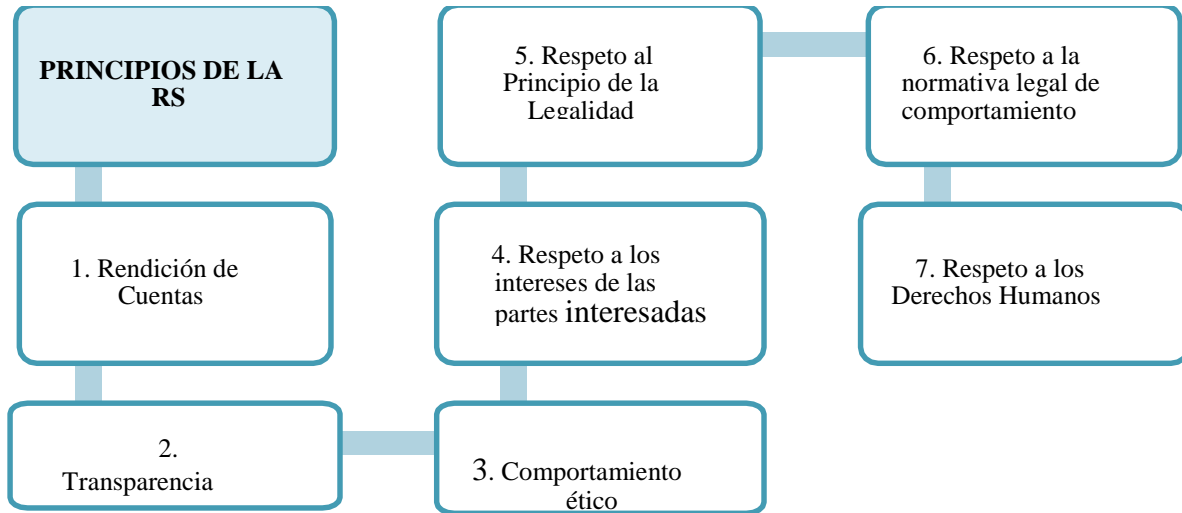 PRINCIPIOS DE LA
RS
1. Rendición de
Cuentas
2.
Transparencia
3. Comportamiento
ético
4. Respeto a los
intereses de las
partes interesadas
5. Respeto al
Principio de la
Legalidad
6. Respeto a la
normativa legal de
comportamiento
7. Respeto a los
Derechos Humanos